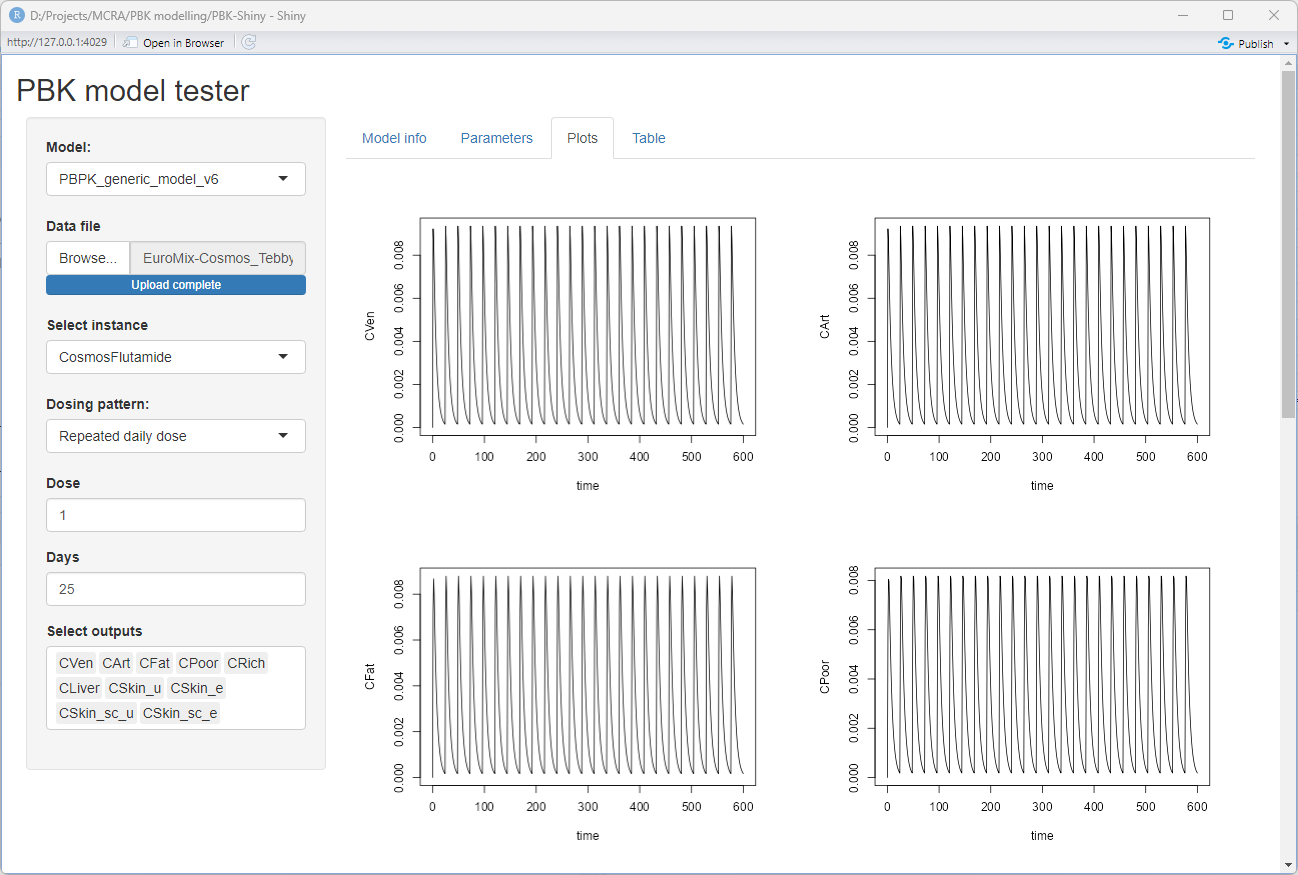 D:/Projects/MCRA/PBK modelling/PBK-Shiny - Shiny
http://127.0.0.1:4029 Open in Browser Publish
PBK model tester
Model:
PBPK_generic_model_v6
Data file
Browse... EuroMix-Cosmos_Tebby
Upload complete
Select instance
CosmosFlutamide
Dosing pattern:
Repeated daily dose
Dose
1
Days
25
Select outputs
CVen CArt CFat CPoor CRich
CLiver CSkin_u CSkin_e
CSkin_sc_u CSkin_sc_e
Model info Parameters Plots Table
CVen
0.000 0.002 0.004 0.006 0.008
0 100 200 300 400 500 600
time
CArt
0.000 0.002 0.004 0.006 0.008
0 100 200 300 400 500 600
time
CFat
0.000 0.002 0.004 0.006 0.008
0 100 200 300 400 500 600
time
CPoor
0.000 0.002 0.004 0.006 0.008
0 100 200 300 400 500 600
time